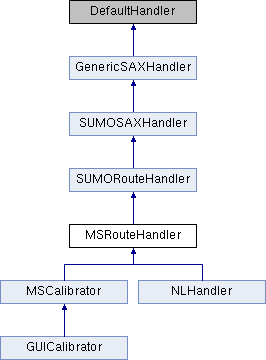 DefaultHandler
GenericSAXHandler
SUMOSAXHandler
SUMORouteHandler
MSRouteHandler
MSCalibrator
NLHandler
GUICalibrator